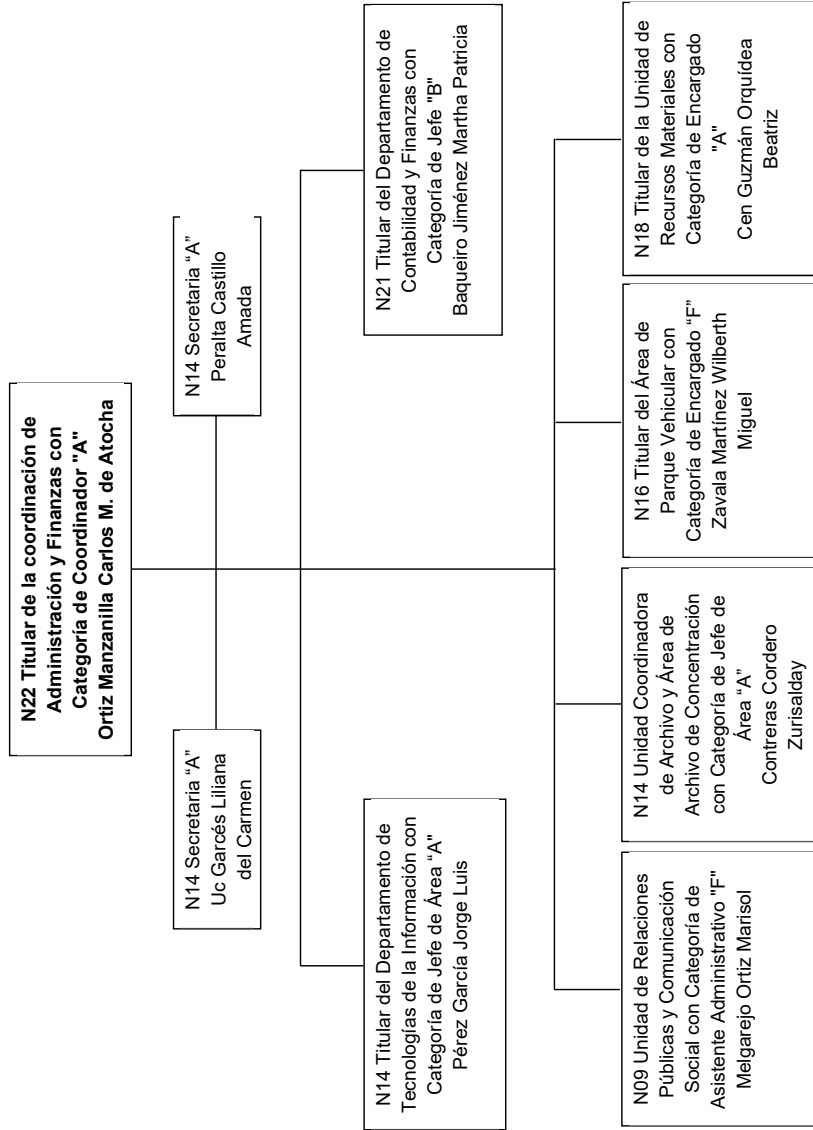 N22 Titular de la coordinación de
Administración y Finanzas con
Categoría de Coordinador "A"
Ortiz Manzanilla Carlos M. de Atocha
N14 Secretaria “A”
Uc Garcés Liliana
del Carmen
N14 Secretaria “A”
Peralta Castillo
Amada
N14 Titular del Departamento de
Tecnologías de la Información con
Categoría de Jefe de Área “A”
Pérez García Jorge Luis
N21 Titular del Departamento de
Contabilidad y Finanzas con
Categoría de Jefe "B"
Baqueiro Jiménez Martha Patricia
N09 Unidad de Relaciones
Públicas y Comunicación
Social con Categoría de
Asistente Administrativo "F"
Melgarejo Ortiz Marisol
N14 Unidad Coordinadora
de Archivo y Área de
Archivo de Concentración
con Categoría de Jefe de
Área “A”
Contreras Cordero
Zurisalday
N16 Titular del Área de
Parque Vehicular con
Categoría de Encargado “F”
Zavala Martínez Wilberth
Miguel
N18 Titular de la Unidad de
Recursos Materiales con
Categoría de Encargado
"A"
Cen Guzmán Orquídea
Beatriz